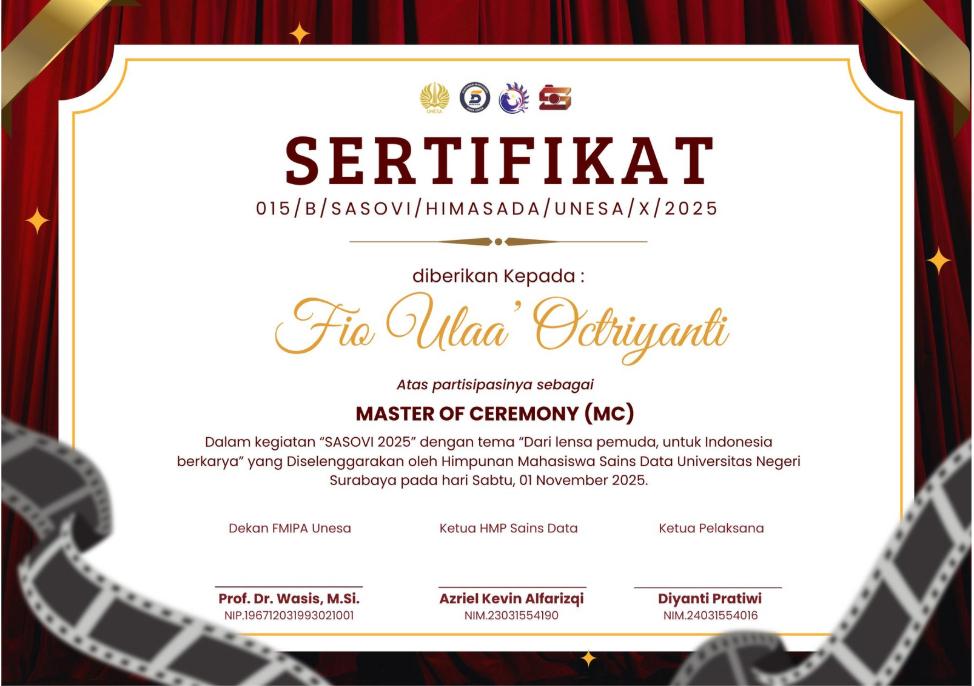 UNESA
SERTIFIKAT
015/B/SASOVI/HIMASADA/UNESA/X/2025
diberikan Kepada :
Fio Ulaa’ Octriyanti
Atas partisipasinya sebagai
MASTER OF CEREMONY (MC)
Dalam kegiatan “SASOVI 2025” dengan tema “Dari lensa pemuda, untuk Indonesia
berkarya” yang Diselenggarakan oleh Himpunan Mahasiswa Sains Data Universitas Negeri
Surabaya pada hari Sabtu, 01 November 2025.
Dekan FMIPA Unesa
Prof. Dr. Wasis, M.Si.
NIP.196712031993021001
Ketua HMP Sains Data
Azriel Kevin Alfarizqi
NIM.23031554190
Ketua Pelaksana
Diyanti Pratiwi
NIM.24031554016